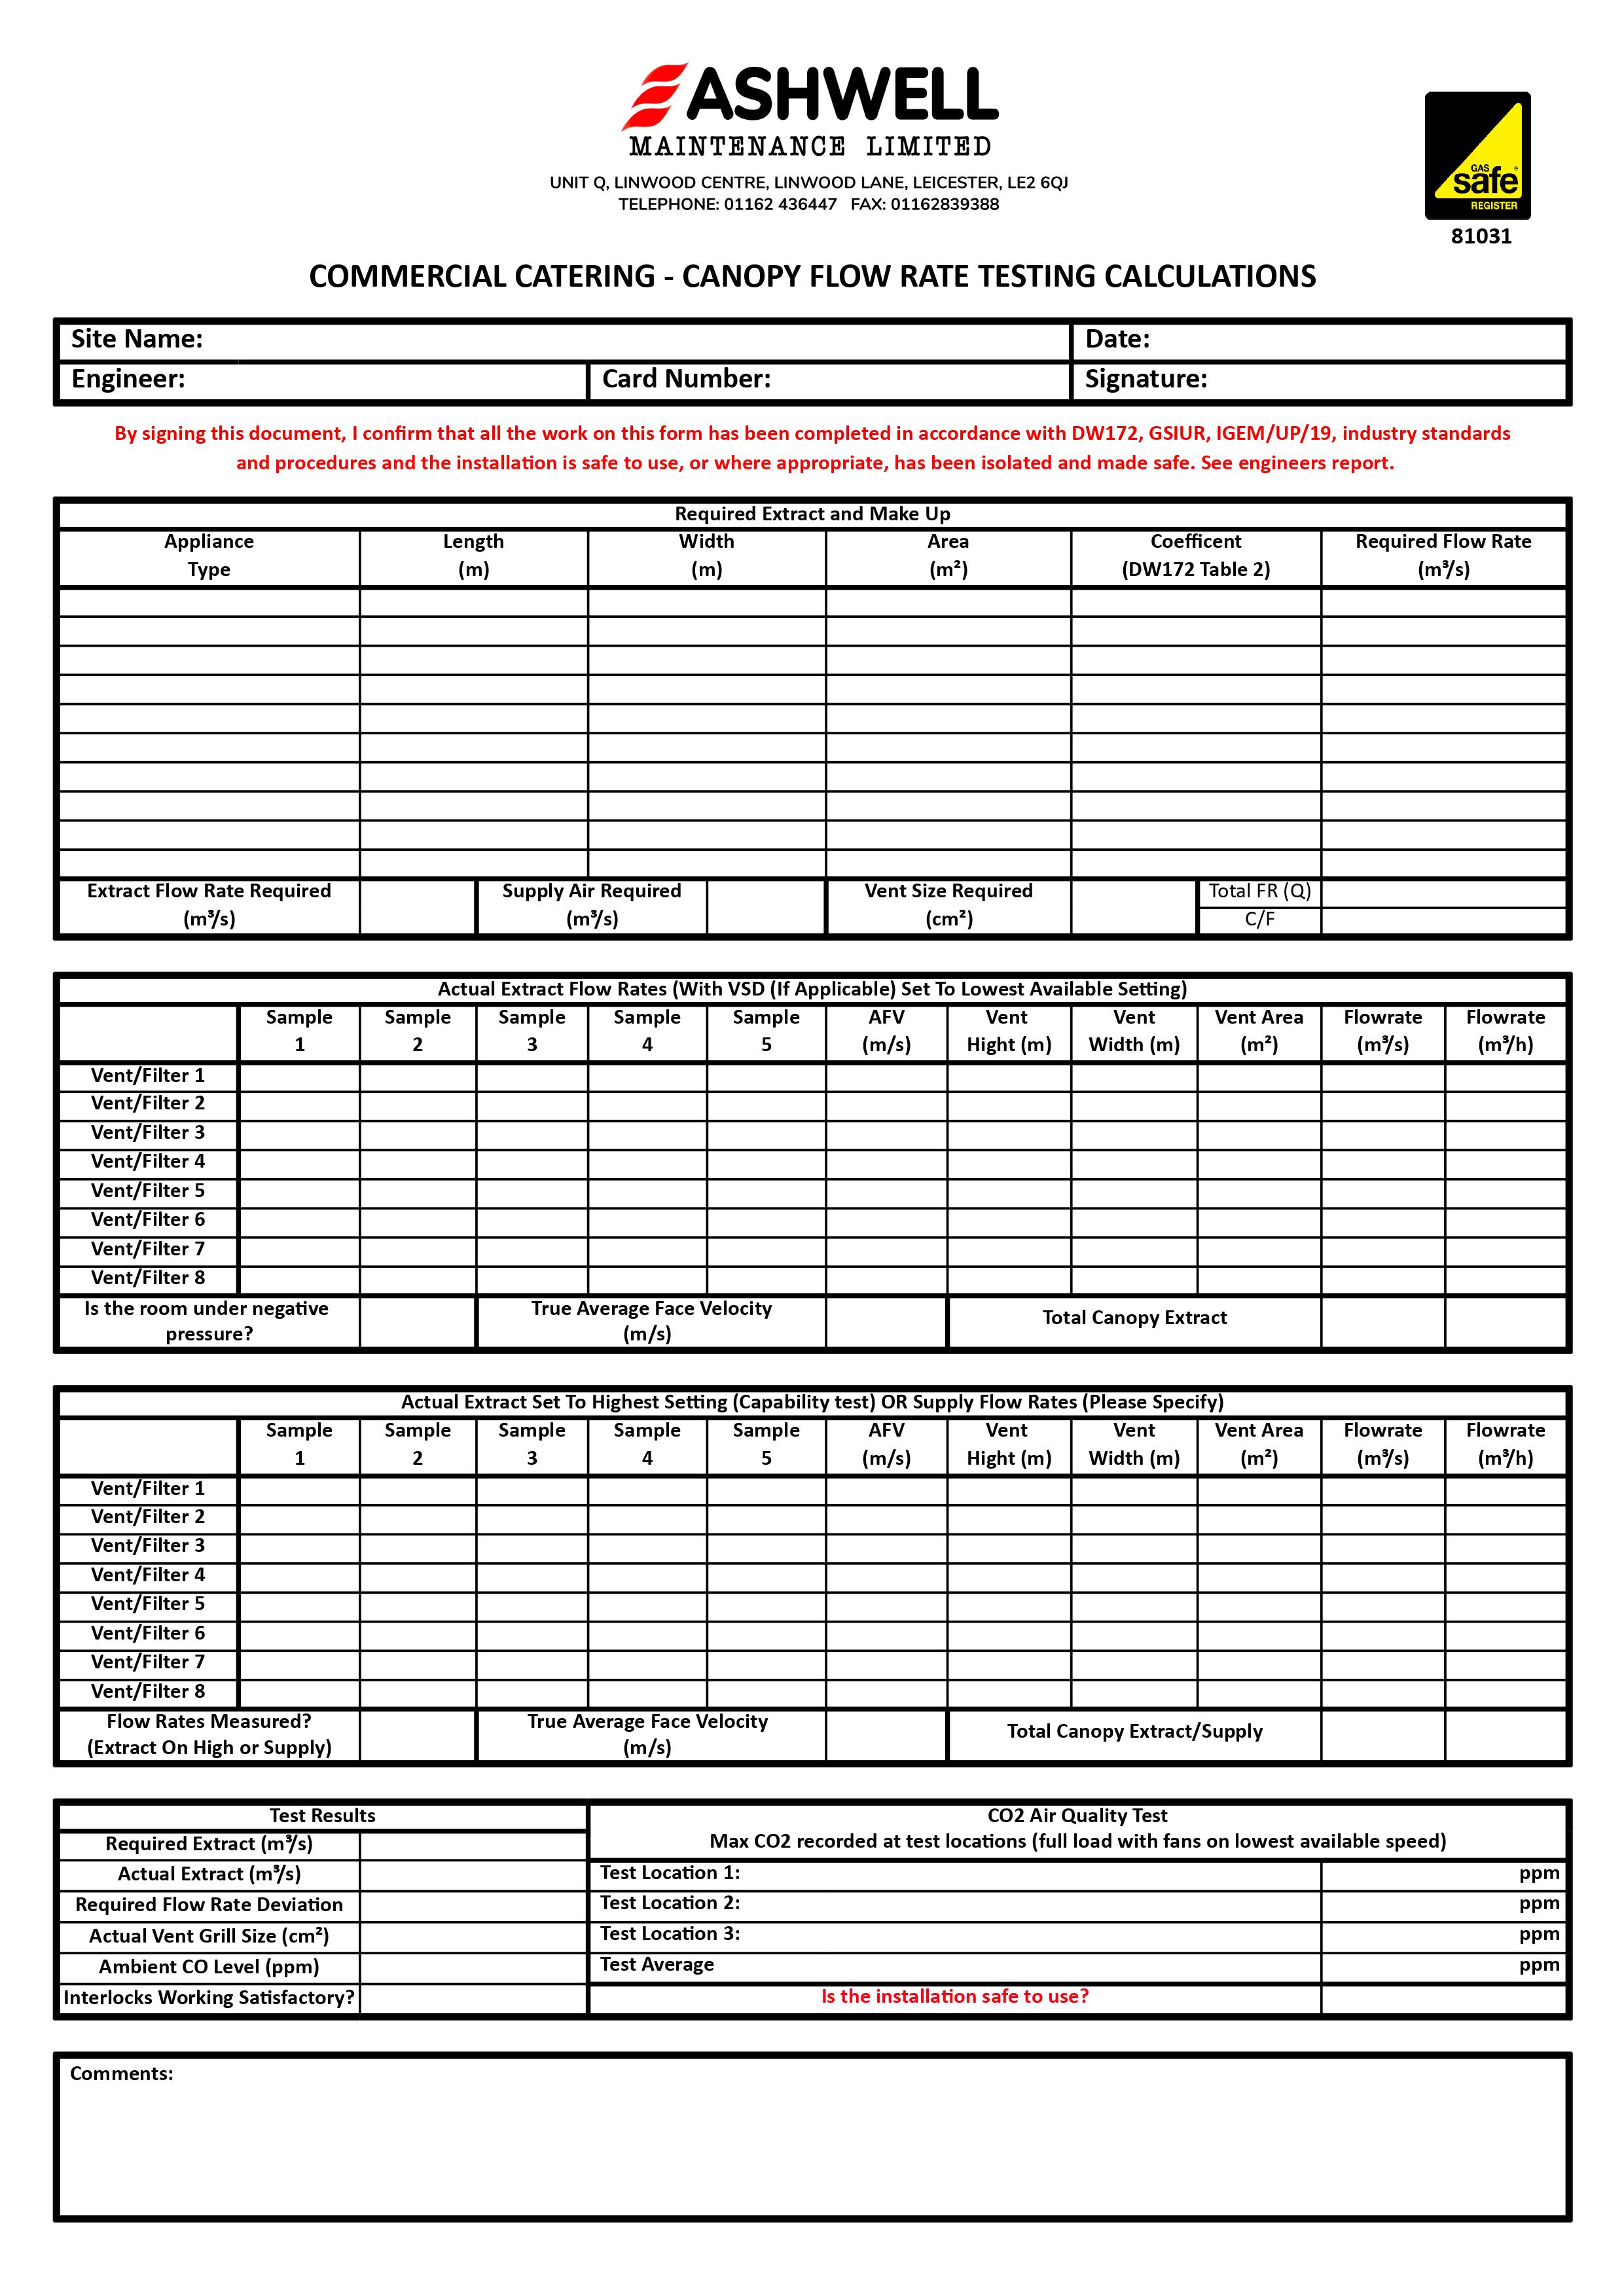 ASHWELL
MAINTENANCE LIMITED
UNIT Q, LINWOOD CENTRE, LINWOOD LANE, LEICESTER, LE2 6QJ
TELEPHONE: 01162 436447 FAX: 01162839388
GAS
safe
REGISTER
81031
COMMERCIAL CATERING - CANOPY FLOW RATE TESTING CALCULATIONS
Site Name: Date:
Engineer: Card Number: Signature:
By signing this document, I confirm that all the work on this form has been completed in accordance with DW172, GSIUR, IGEM/UP/19, industry standards
and procedures and the installation is safe to use, or where appropriate, has been isolated and made safe. See engineers report.
Required Extract and Make Up
Appliance Length Width Area Coefficent Required Flow Rate
Type (m) (m) (m²) (DW172 Table 2) (m³/s)
Extract Flow Rate Required Supply Air Required Vent Size Required Total FR (Q)
(m³/s) (m³/s) (cm²) C/F
Actual Extract Flow Rates (With VSD (If Applicable) Set To Lowest Available Setting)
Sample Sample Sample Sample Sample AFV Vent Vent Vent Area Flowrate Flowrate
1 2 3 4 5 (m/s) Hight (m) Width (m) (m²) (m³/s) (m³/h)
Vent/Filter 1
Vent/Filter 2
Vent/Filter 3
Vent/Filter 4
Vent/Filter 5
Vent/Filter 6
Vent/Filter 7
Vent/Filter 8
Is the room under negative True Average Face Velocity Total Canopy Extract
pressure? (m/s)
Actual Extract Set To Highest Setting (Capability test) OR Supply Flow Rates (Please Specify)
Sample Sample Sample Sample Sample AFV Vent Vent Vent Area Flowrate Flowrate
1 2 3 4 5 (m/s) Hight (m) Width (m) (m²) (m³/s) (m³/h)
Vent/Filter 1
Vent/Filter 2
Vent/Filter 3
Vent/Filter 4
Vent/Filter 5
Vent/Filter 6
Vent/Filter 7
Vent/Filter 8
Flow Rates Measured? True Average Face Velocity Total Canopy Extract/Supply
(Extract On High or Supply) (m/s)
Test Results CO2 Air Quality Test
Required Extract (m³/s) Max CO2 recorded at test locations (full load with fans on lowest available speed)
Actual Extract (m³/s) Test Location 1: ppm
Required Flow Rate Deviation Test Location 2: ppm
Actual Vent Grill Size (cm²) Test Location 3: ppm
Ambient CO Level (ppm) Test Average ppm
Interlocks Working Satisfactory? Is the installation safe to use?
Comments: